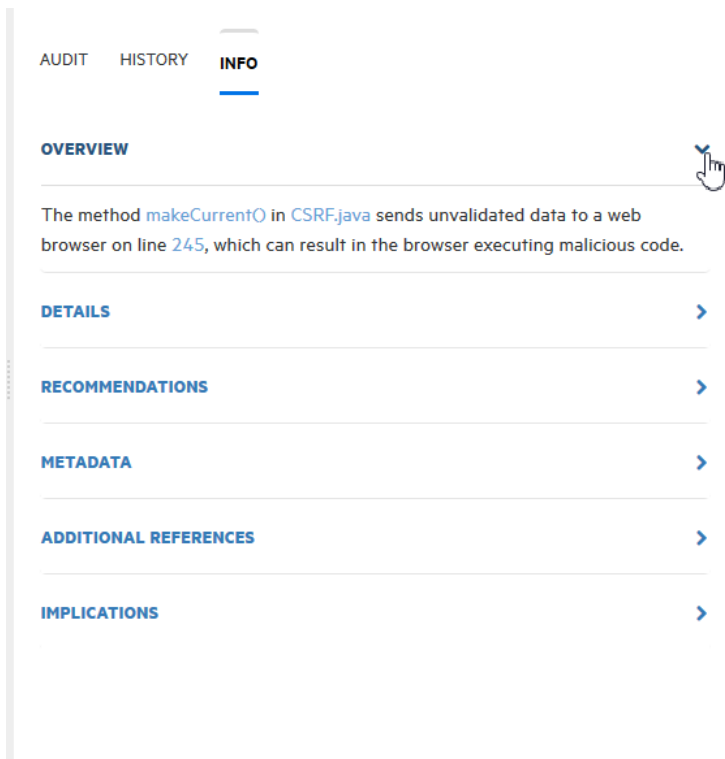 AUDIT HISTORY INFO
OVERVIEW
The method makeCurrent() in CSRF.java sends unvalidated data to a web
browser on line 245, which can result in the browser executing malicious code.
DETAILS
RECOMMENDATIONS
METADATA
ADDITIONAL REFERENCES
IMPLICATIONS